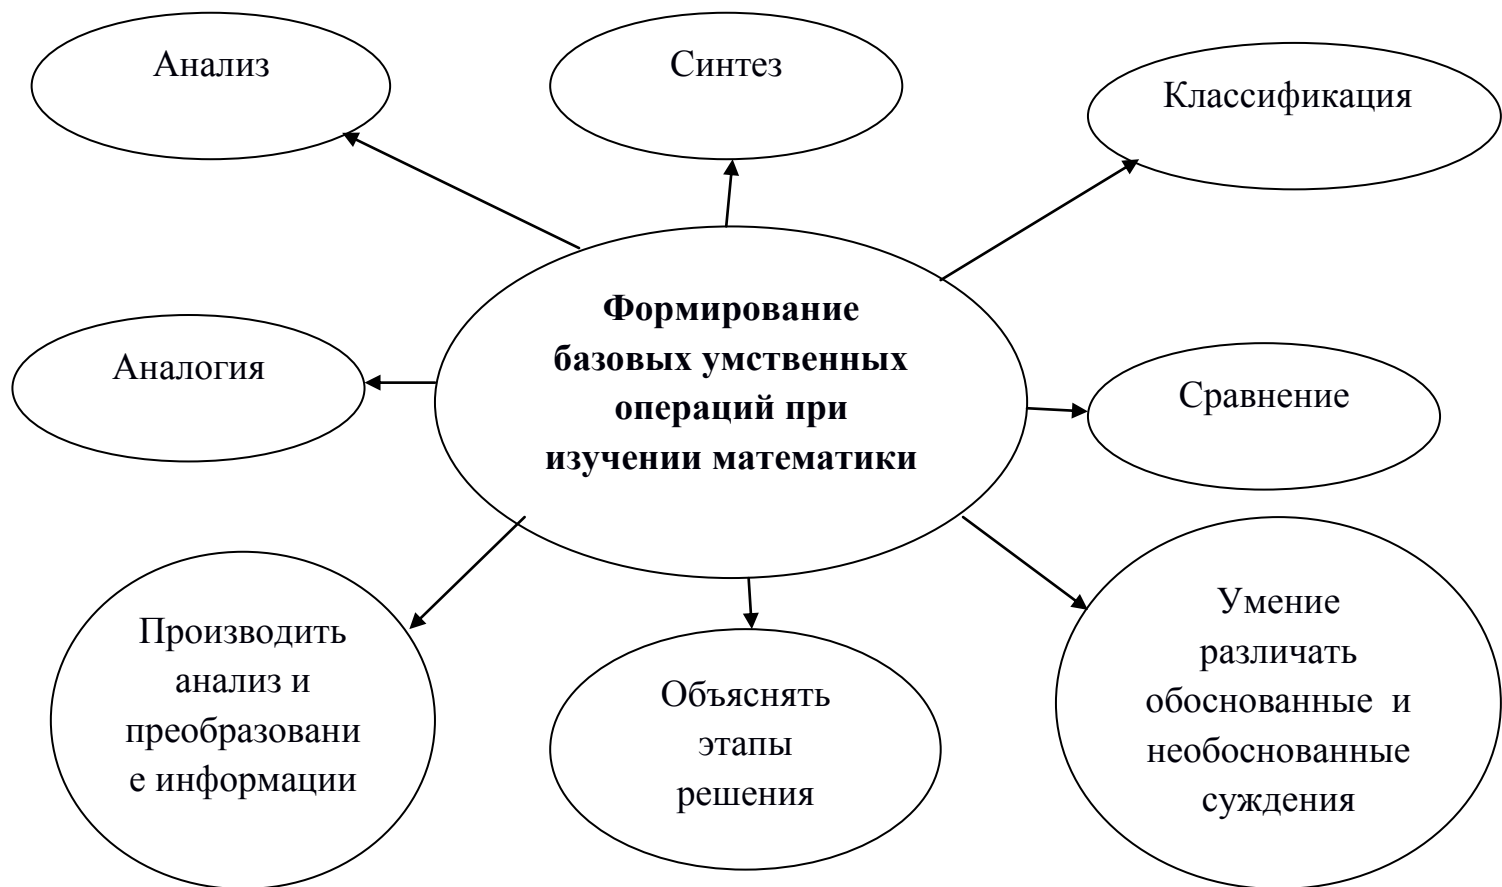 Анализ
Синтез
Классификация
Формирование
базовых умственных
операций при
изучении математики
Аналогия
Сравнение
Производить
анализ и
преобразовани
е информации
Объяснять
этапы
решения
Умение
различать
обоснованные и
необоснованные
суждения